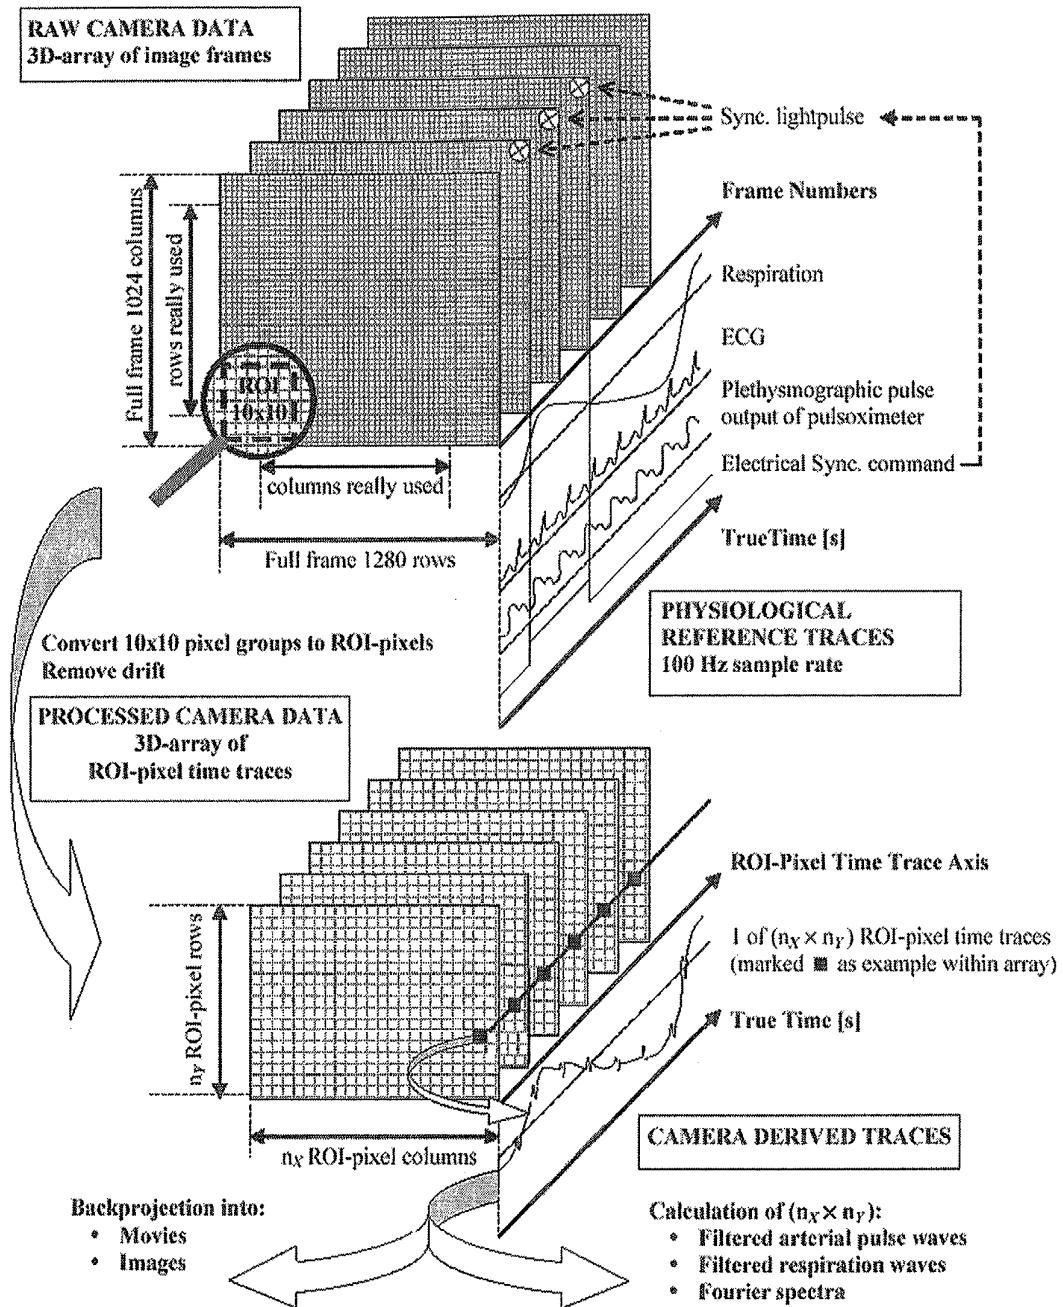 RAW CAMERA DATA
3D-array of image frames
Sync. lightpulse
Frame Numbers
Full frame 1024 columns
rows really used
ROI
10x10
Respiration
ECG
Plethysmographic pulse
output of pulsoximeter
Electrical Sync. command
columns really used
TrueTime [s]
Full frame 1280 rows
PHYSIOLOGICAL
REFERENCE TRACES
100 Hz sample rate
Convert 10x10 pixel groups to ROI-pixels
Remove drift
PROCESSED CAMERA DATA
3D-array of
ROI-pixel time traces
ROI-Pixel Time Trace Axis
1 of (nX × nY) ROI-pixel time traces
(marked ■ as example within array)
True Time [s]
nY ROI-pixel rows
nX ROI-pixel columns
CAMERA DERIVED TRACES
Backprojection into:
• Movies
• Images
Calculation of (nX × nY):
• Filtered arterial pulse waves
• Filtered respiration waves
• Fourier spectra